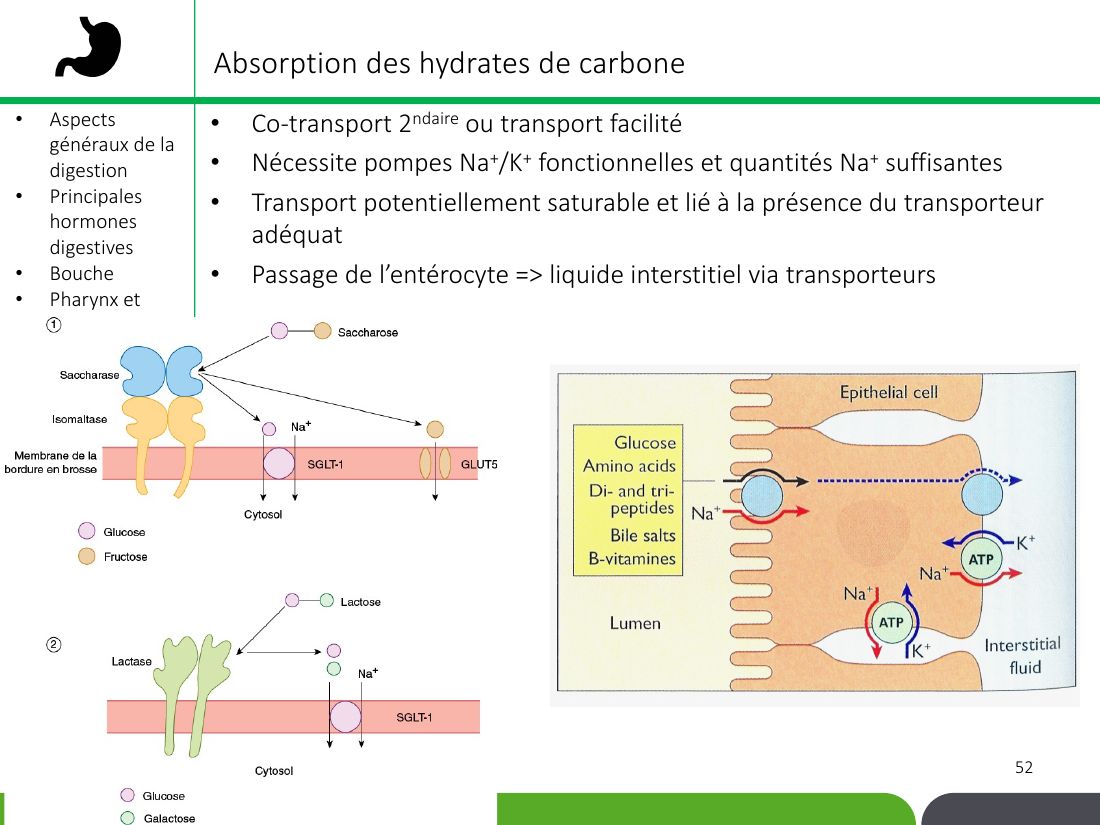 Absorption des hydrates de carbone
• Aspects
généraux de la
digestion
• Principales
hormones
digestives
• Bouche
• Pharynx et
• Co-transport 2ndaire ou transport facilité
• Nécessite pompes Na+/K+ fonctionnelles et quantités Na+ suffisantes
• Transport potentiellement saturable et lié à la présence du transporteur
adéquat
• Passage de l’entérocyte => liquide interstitiel via transporteurs
1
Saccharose
Saccharase
Isomaltase
Na+
Membrane de la
bordure en brosse
SGLT-1
GLUT5
Cytosol
Glucose
Fructose
2
Lactose
Lactase
Na+
SGLT-1
Cytosol
Glucose
Galactose
Epithelial cell
Glucose
Amino acids
Di- and tri-
peptides
Bile salts
B-vitamines
Na+
Lumen
K+
ATP
Na+
Na+
ATP
K+
Interstitial
fluid
52